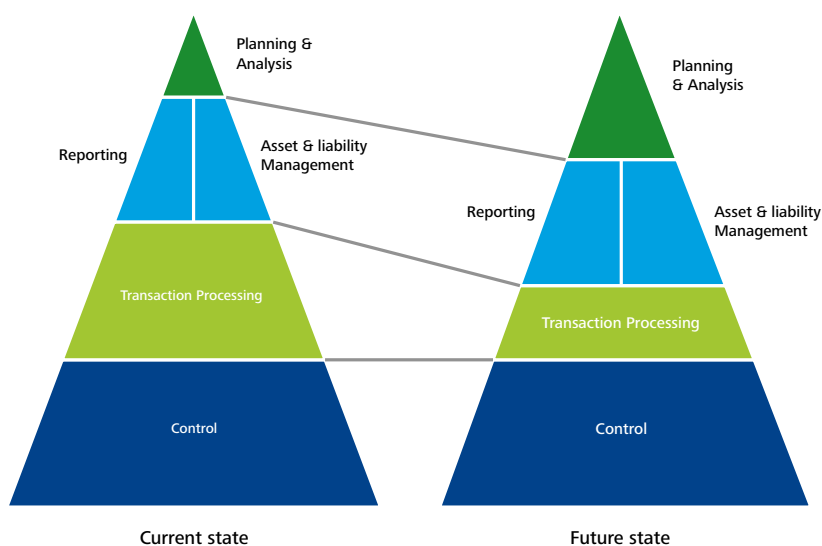 Planning &
Analysis
Reporting
Asset & liability
Management
Transaction Processing
Control
Current state
Planning
& Analysis
Reporting
Asset & liability
Management
Transaction Processing
Control
Future state